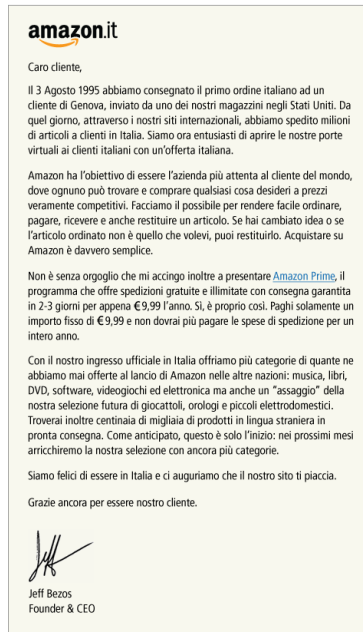 amazon.it
Caro cliente,
Il 3 Agosto 1995 abbiamo consegnato il primo ordine italiano ad un
cliente di Genova, inviato da uno dei nostri magazzini negli Stati Uniti. Da
quel giorno, attraverso i nostri siti internazionali, abbiamo spedito milioni
di articoli a clienti in Italia. Siamo ora entusiasti di aprire le nostre porte
virtuali ai clienti italiani con un'offerta italiana.
Amazon ha l'obiettivo di essere l'azienda più attenta al cliente del mondo,
dove ognuno può trovare e comprare qualsiasi cosa desideri a prezzi
veramente competitivi. Facciamo il possibile per rendere facile ordinare,
pagare, ricevere e anche restituire un articolo. Se hai cambiato idea o se
l'articolo ordinato non è quello che volevi, puoi restituirlo. Acquistare su
Amazon è davvero semplice.
Non è senza orgoglio che mi accingo inoltre a presentare Amazon Prime, il
programma che offre spedizioni gratuite e illimitate con consegna garantita
in 2-3 giorni per appena €9,99 l'anno. Sì, è proprio così. Paghi solamente un
importo fisso di €9,99 e non dovrai più pagare le spese di spedizione per un
intero anno.
Con il nostro ingresso ufficiale in Italia offriamo più categorie di quante ne
abbiamo mai offerte al lancio di Amazon nelle altre nazioni: musica, libri,
DVD, software, videogiochi ed elettronica ma anche un "assaggio" della
nostra selezione futura di giocattoli, orologi e piccoli elettrodomestici.
Troverai inoltre centinaia di migliaia di prodotti in lingua straniera in
pronta consegna. Come anticipato, questo è solo l'inizio: nei prossimi mesi
arricchiremo la nostra selezione con ancora più categorie.
Siamo felici di essere in Italia e ci auguriamo che il nostro sito ti piaccia.
Grazie ancora per essere nostro cliente.
Jeff Bezos
Founder & CEO